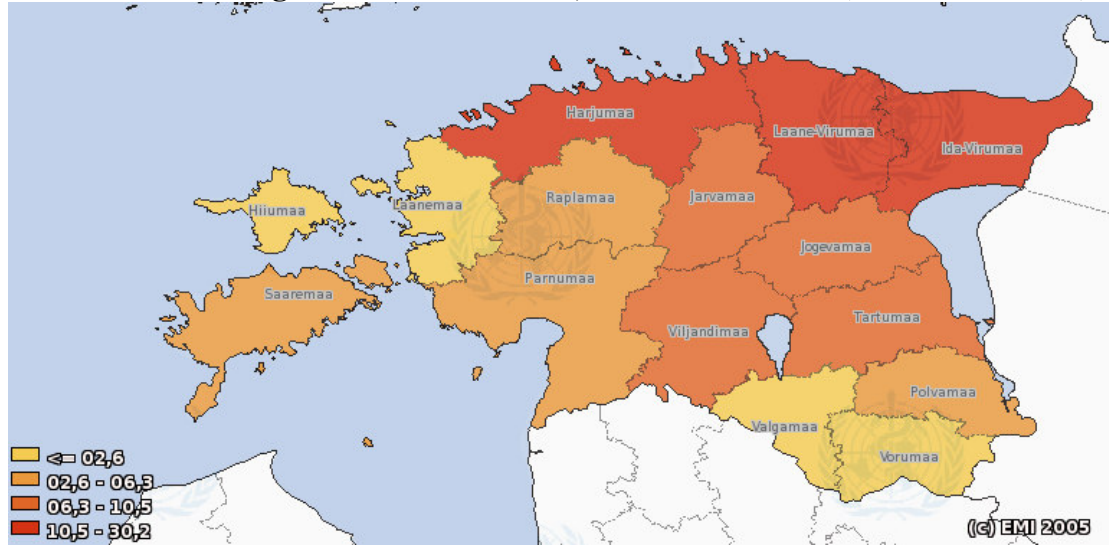 Harjumaa
Laane-Virumaa
Ida-Virumaa
Hiiumaa
Laanemaa
Raplamaa
Jarvamaa
Jogevamaa
Saaremaa
Parnumaa
Viljandimaa
Tartumaa
Polvamaa
Valgamaa
Vorumaa
<= 02,6
02,6 - 06,3
06,3 - 10,5
10,5 - 30,2
(c) EMI 2005